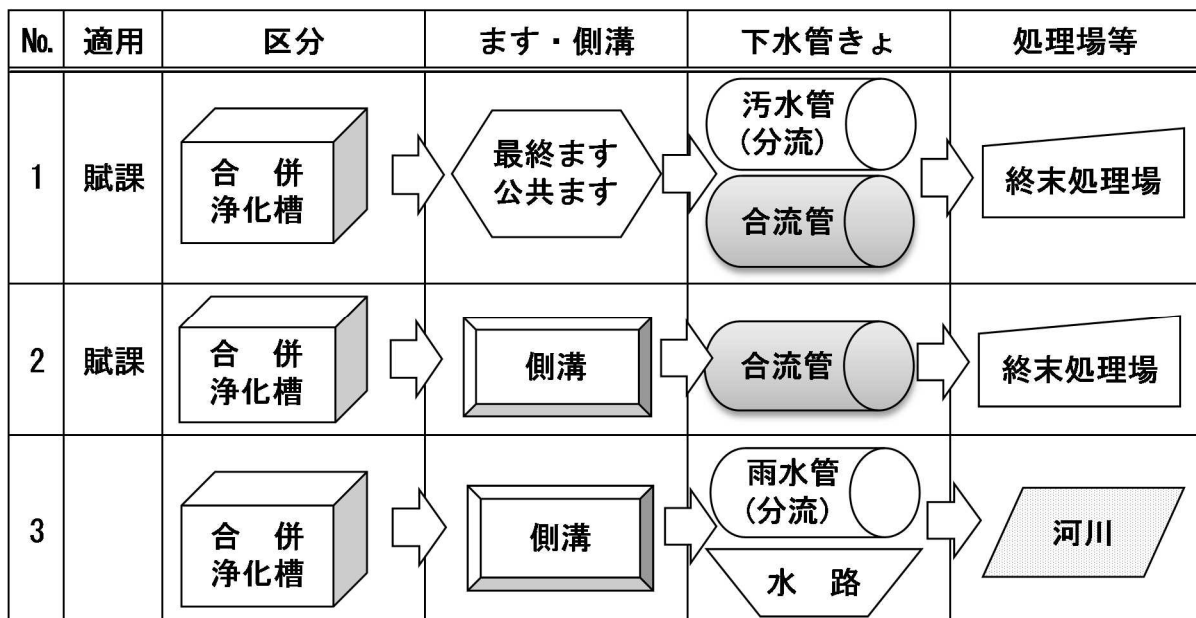 No. 適用 区分 ます・側溝 下水管きょ 処理場等
1 賦課
合 併
浄化槽
最終ます
公共ます
汚水管
(分流)
合流管
終末処理場
2 賦課
合 併
浄化槽
側溝
合流管
終末処理場
3
合 併
浄化槽
側溝
雨水管
(分流)
水 路
河川